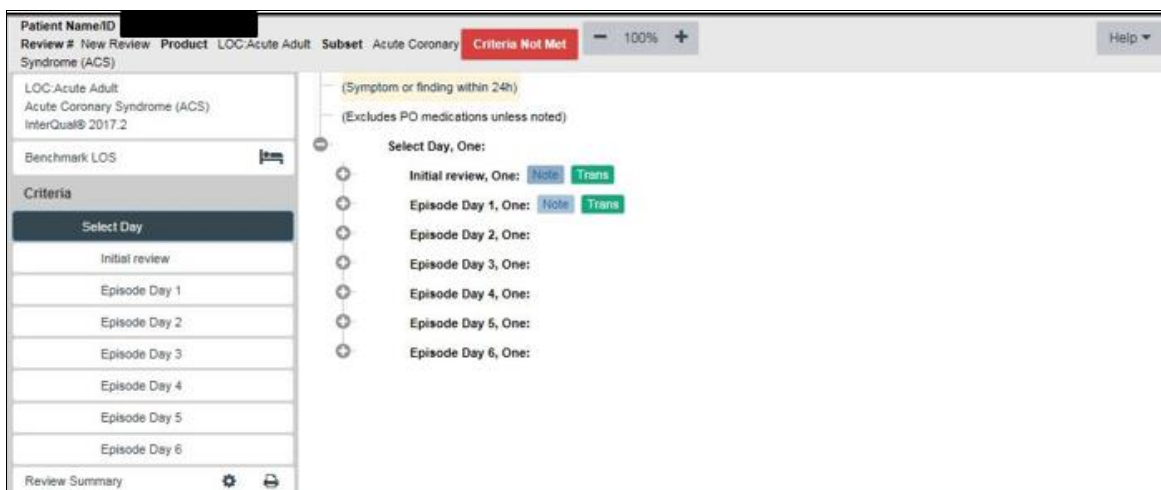 Patient Name/ID
Review # New Review Product LOC:Acute Adult Subset Acute Coronary
Syndrome (ACS)
Criteria Not Met
100%
Help
LOC:Acute Adult
Acute Coronary Syndrome (ACS)
InterQual® 2017.2
Benchmark LOS
Criteria
Select Day
Initial review
Episode Day 1
Episode Day 2
Episode Day 3
Episode Day 4
Episode Day 5
Episode Day 6
Review Summary
(Symptom or finding within 24h)
(Excludes PO medications unless noted)
Select Day, One:
Initial review, One: Note Trans
Episode Day 1, One: Note Trans
Episode Day 2, One:
Episode Day 3, One:
Episode Day 4, One:
Episode Day 5, One:
Episode Day 6, One: